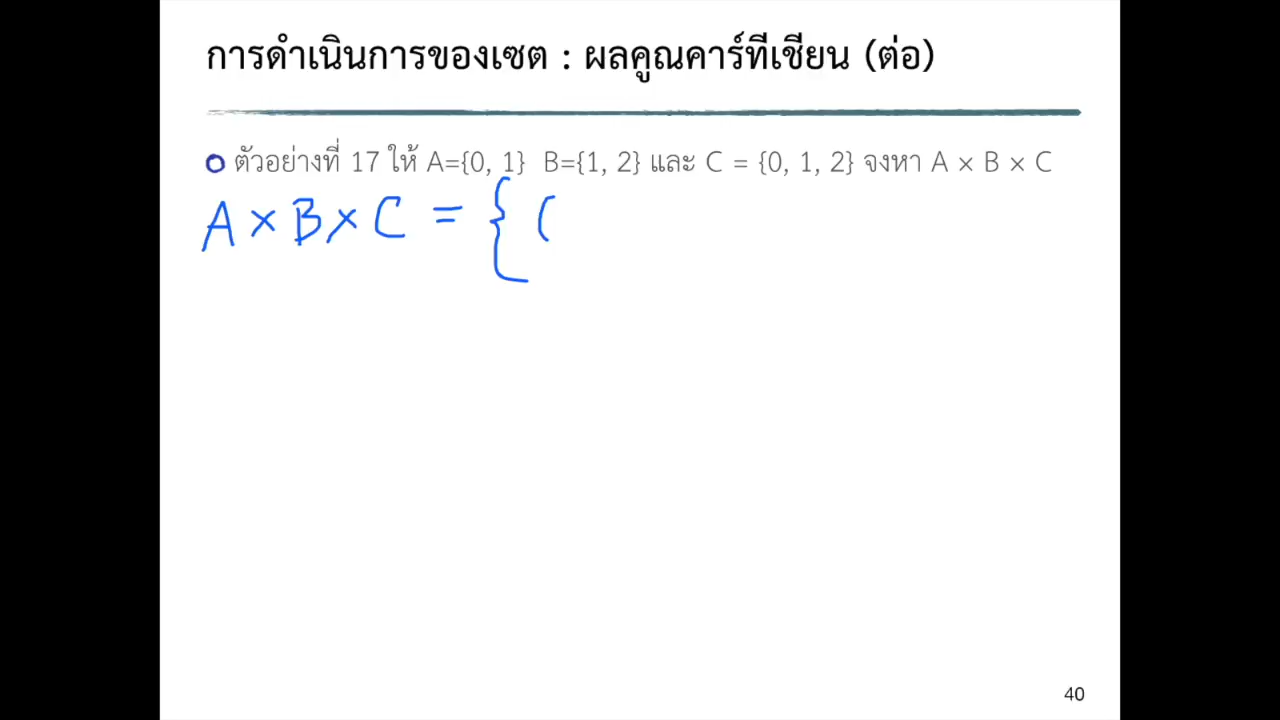 การดำเนินการของเซต : ผลคูณคาร์ทีเชียน (ต่อ)
ตัวอย่างที่ 17 ให้ A={0, 1} B={1, 2} และ C = {0, 1, 2} จงหา A × B × C
A × B × C = { (
40